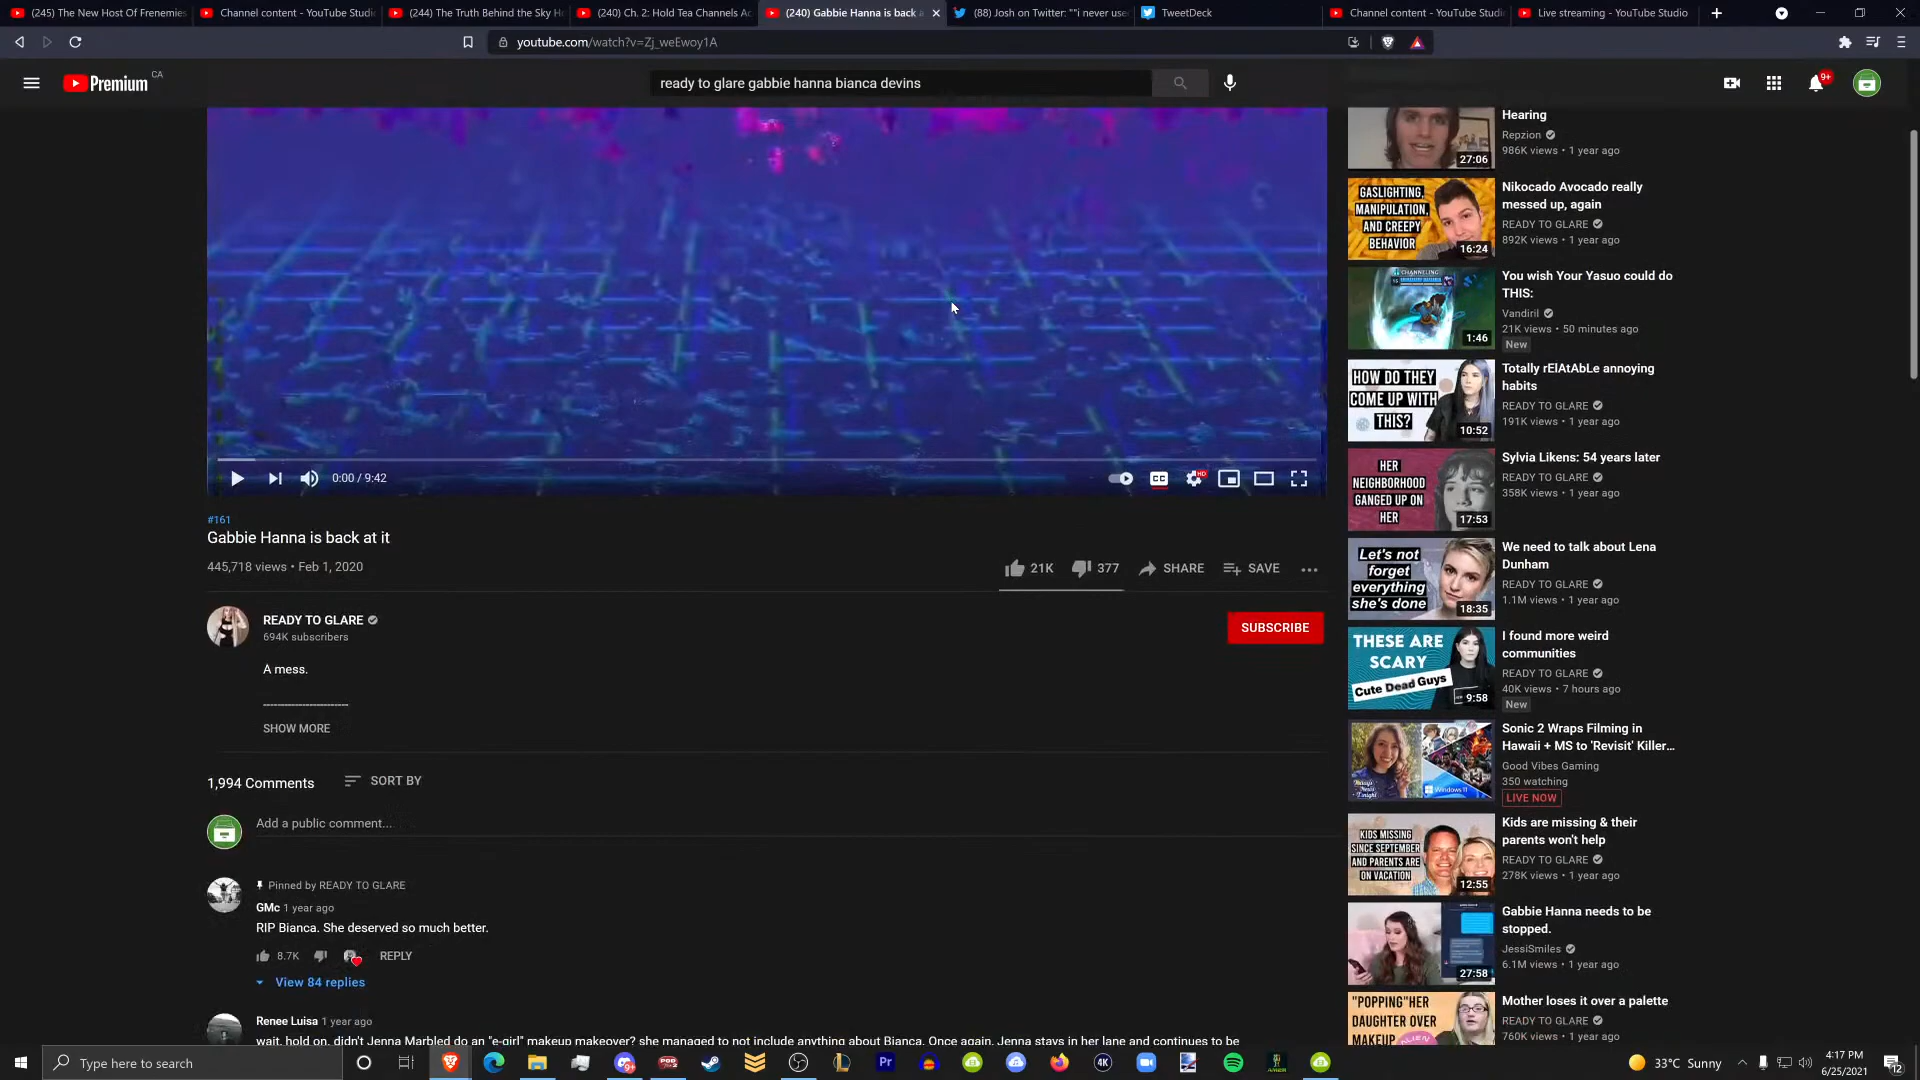 (245) The New Host Of Frenemies
Channel content - YouTube Studi
(244) The Truth Behind the Sky H
(240) Ch. 2: Hold Tea Channels Ac
(240) Gabbie Hanna is back a
(88) Josh on Twitter: ""i never use
TweetDeck
Channel content - YouTube Studi
Live streaming - YouTube Studio
youtube.com/watch?v=Zj_weEwoy1A
Premium CA
ready to glare gabbie hanna bianca devins
9+
0:00 / 9:42
CC
HD
#161
Gabbie Hanna is back at it
445,718 views • Feb 1, 2020
21K
377
SHARE
SAVE
READY TO GLARE
694K subscribers
SUBSCRIBE
A mess.
------------------------
SHOW MORE
1,994 Comments
SORT BY
Add a public comment...
Pinned by READY TO GLARE
GMc 1 year ago
RIP Bianca. She deserved so much better.
8.7K
REPLY
View 84 replies
Renee Luisa 1 year ago
wait, hold on, didn't Jenna Marbled do an "e-girl" makeup makeover? she managed to not include anything about Bianca. Once again, Jenna stays in her lane and continues to be
Hearing
Repzion
986K views • 1 year ago
27:06
GASLIGHTING,
MANIPULATION,
AND CREEPY
BEHAVIOR
16:24
Nikocado Avocado really
messed up, again
READY TO GLARE
892K views • 1 year ago
CHANNELING
1:46
You wish Your Yasuo could do
THIS:
Vandiril
21K views • 50 minutes ago
New
HOW DO THEY
COME UP WITH
THIS?
10:52
Totally rElAtAbLe annoying
habits
READY TO GLARE
191K views • 1 year ago
HER
NEIGHBORHOOD
GANGED UP ON
HER
17:53
Sylvia Likens: 54 years later
READY TO GLARE
358K views • 1 year ago
Let's not
forget
everything
she's done
18:35
We need to talk about Lena
Dunham
READY TO GLARE
1.1M views • 1 year ago
THESE ARE
SCARY
Cute Dead Guys
9:58
I found more weird
communities
READY TO GLARE
40K views • 7 hours ago
New
Windows 11
Sonic 2 Wraps Filming in
Hawaii + MS to 'Revisit' Killer...
Good Vibes Gaming
350 watching
LIVE NOW
KIDS MISSING
SINCE SEPTEMBER
AND PARENTS ARE
ON VACATION
12:55
Kids are missing & their
parents won't help
READY TO GLARE
278K views • 1 year ago
27:58
Gabbie Hanna needs to be
stopped.
JessiSmiles
6.1M views • 1 year ago
"POPPING" HER
DAUGHTER OVER
MAKEUP
ALIEN
Mother loses it over a palette
READY TO GLARE
760K views • 1 year ago
Type here to search
9+
Pr
4K
33°C Sunny
4:17 PM
6/25/2021
12